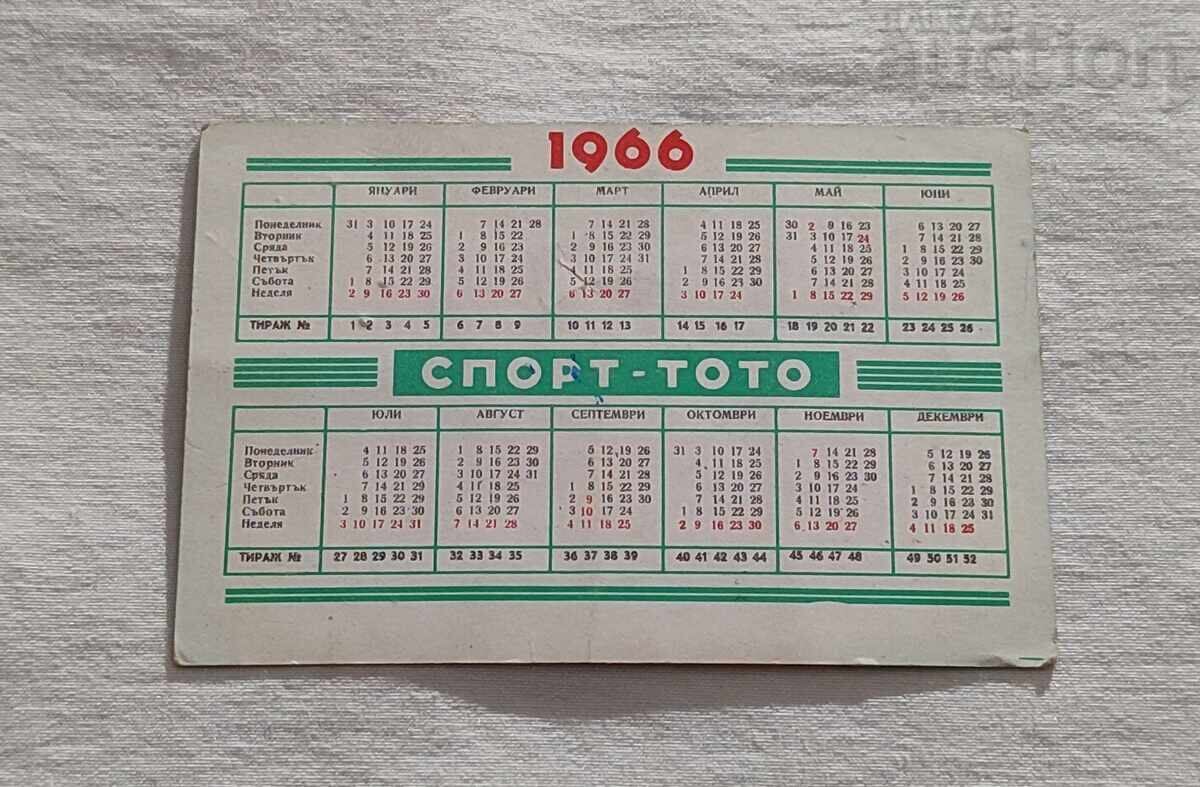 BALKAN
auction
1966
ЯНУАРИ ФЕВРУАРИ МАРТ АПРИЛ МАЙ ЮНИ
Понеделник 31 3 10 17 24 7 14 21 28 7 14 21 28 4 11 18 25 30 2 9 16 23 6 13 20 27
Вторник 4 11 18 25 1 8 15 22 1 8 15 22 29 5 12 19 26 31 3 10 17 24 7 14 21 28
Сряда 5 12 19 26 2 9 16 23 2 9 16 23 30 6 13 20 27 4 11 18 25 1 8 15 22 29
Четвъртък 6 13 20 27 3 10 17 24 3 10 17 24 31 7 14 21 28 5 12 19 26 2 9 16 23 30
Петък 7 14 21 28 4 11 18 25 4 11 18 25 1 8 15 22 29 6 13 20 27 3 10 17 24
Събота 1 8 15 22 29 5 12 19 26 5 12 19 26 2 9 16 23 30 7 14 21 28 4 11 18 25
Неделя 2 9 16 23 30 6 13 20 27 6 13 20 27 3 10 17 24 1 8 15 22 29 5 12 19 26
ТИРАЖ № 1 2 3 4 5 6 7 8 9 10 11 12 13 14 15 16 17 18 19 20 21 22 23 24 25 26
СПОРТ-ТОТО
ЮЛИ АВГУСТ СЕПТЕМВРИ ОКТОМВРИ НОЕМВРИ ДЕКЕМВРИ
Понеделник 4 11 18 25 1 8 15 22 29 5 12 19 26 31 3 10 17 24 7 14 21 28 5 12 19 26
Вторник 5 12 19 26 2 9 16 23 30 6 13 20 27 4 11 18 25 1 8 15 22 29 6 13 20 27
Сряда 6 13 20 27 3 10 17 24 31 7 14 21 28 5 12 19 26 2 9 16 23 30 7 14 21 28
Четвъртък 7 14 21 29 4 11 18 25 1 8 15 22 29 6 13 20 27 3 10 17 24 1 8 15 22 29
Петък 1 8 15 22 29 5 12 19 26 2 9 16 23 30 7 14 21 28 4 11 18 25 2 9 16 23 30
Събота 2 9 16 23 30 6 13 20 27 3 10 17 24 1 8 15 22 29 5 12 19 26 3 10 17 24 31
Неделя 3 10 17 24 31 7 14 21 28 4 11 18 25 2 9 16 23 30 6 13 20 27 4 11 18 25
ТИРАЖ № 27 28 29 30 31 32 33 34 35 36 37 38 39 40 41 42 43 44 45 46 47 48 49 50 51 52